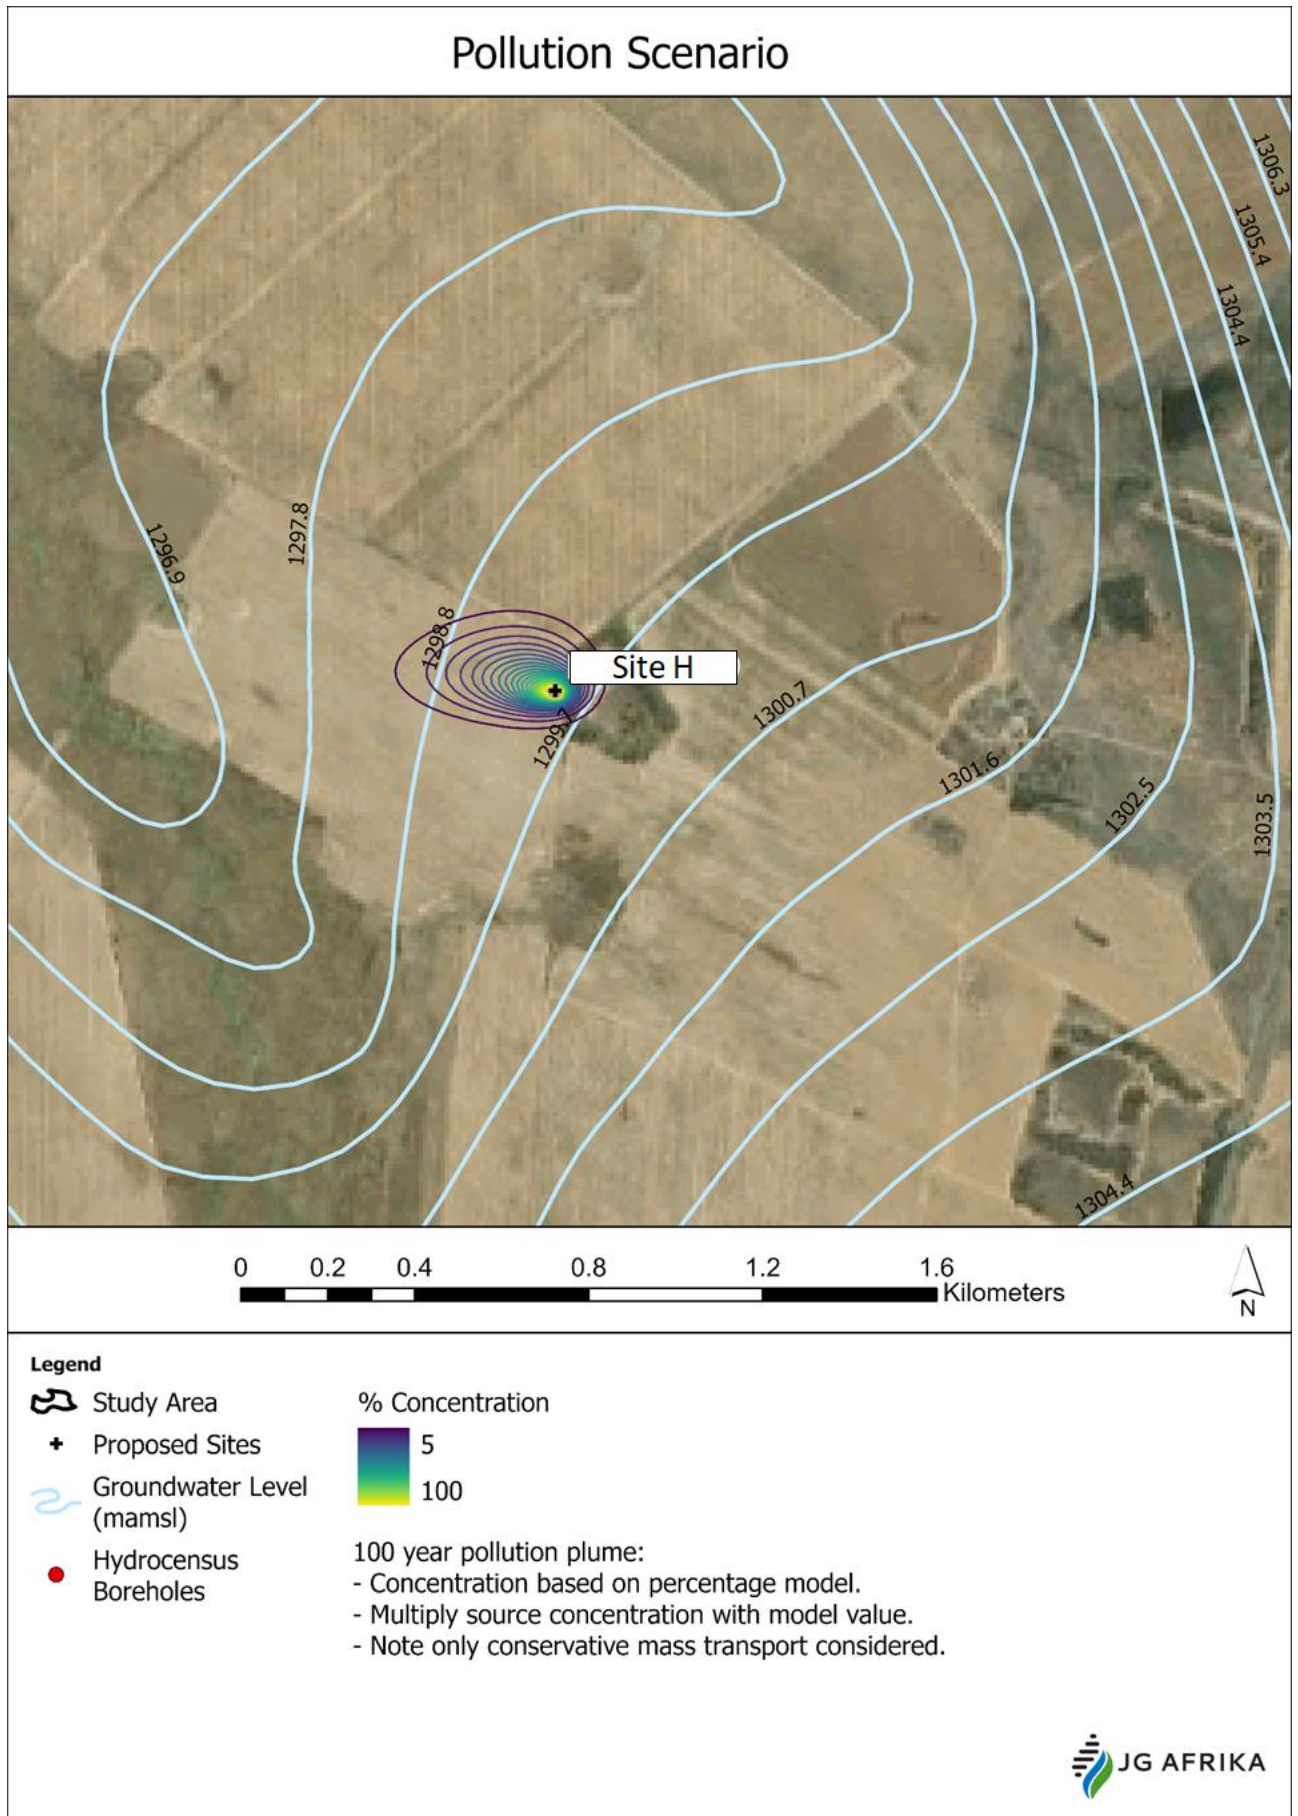 Pollution Scenario
1306.3
1305.4
1304.4
1297.8
1296.9
1298.8
Site H
1299.7
1300.7
1301.6
1302.5
1303.5
1304.4
0 0.2 0.4 0.8 1.2 1.6
Kilometers
N
Legend
Study Area
Proposed Sites
Groundwater Level
(mamsl)
Hydrocensus
Boreholes
% Concentration
5
100
100 year pollution plume:
- Concentration based on percentage model.
- Multiply source concentration with model value.
- Note only conservative mass transport considered.
JG AFRIKA